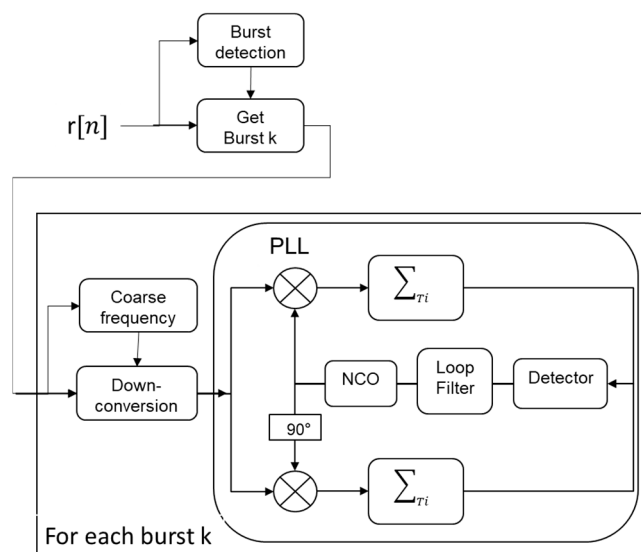 Burst
detection
r[n]
Get
Burst k
PLL
∑Ti
Coarse
frequency
Down-
conversion
NCO
Loop
Filter
Detector
90°
∑Ti
For each burst k